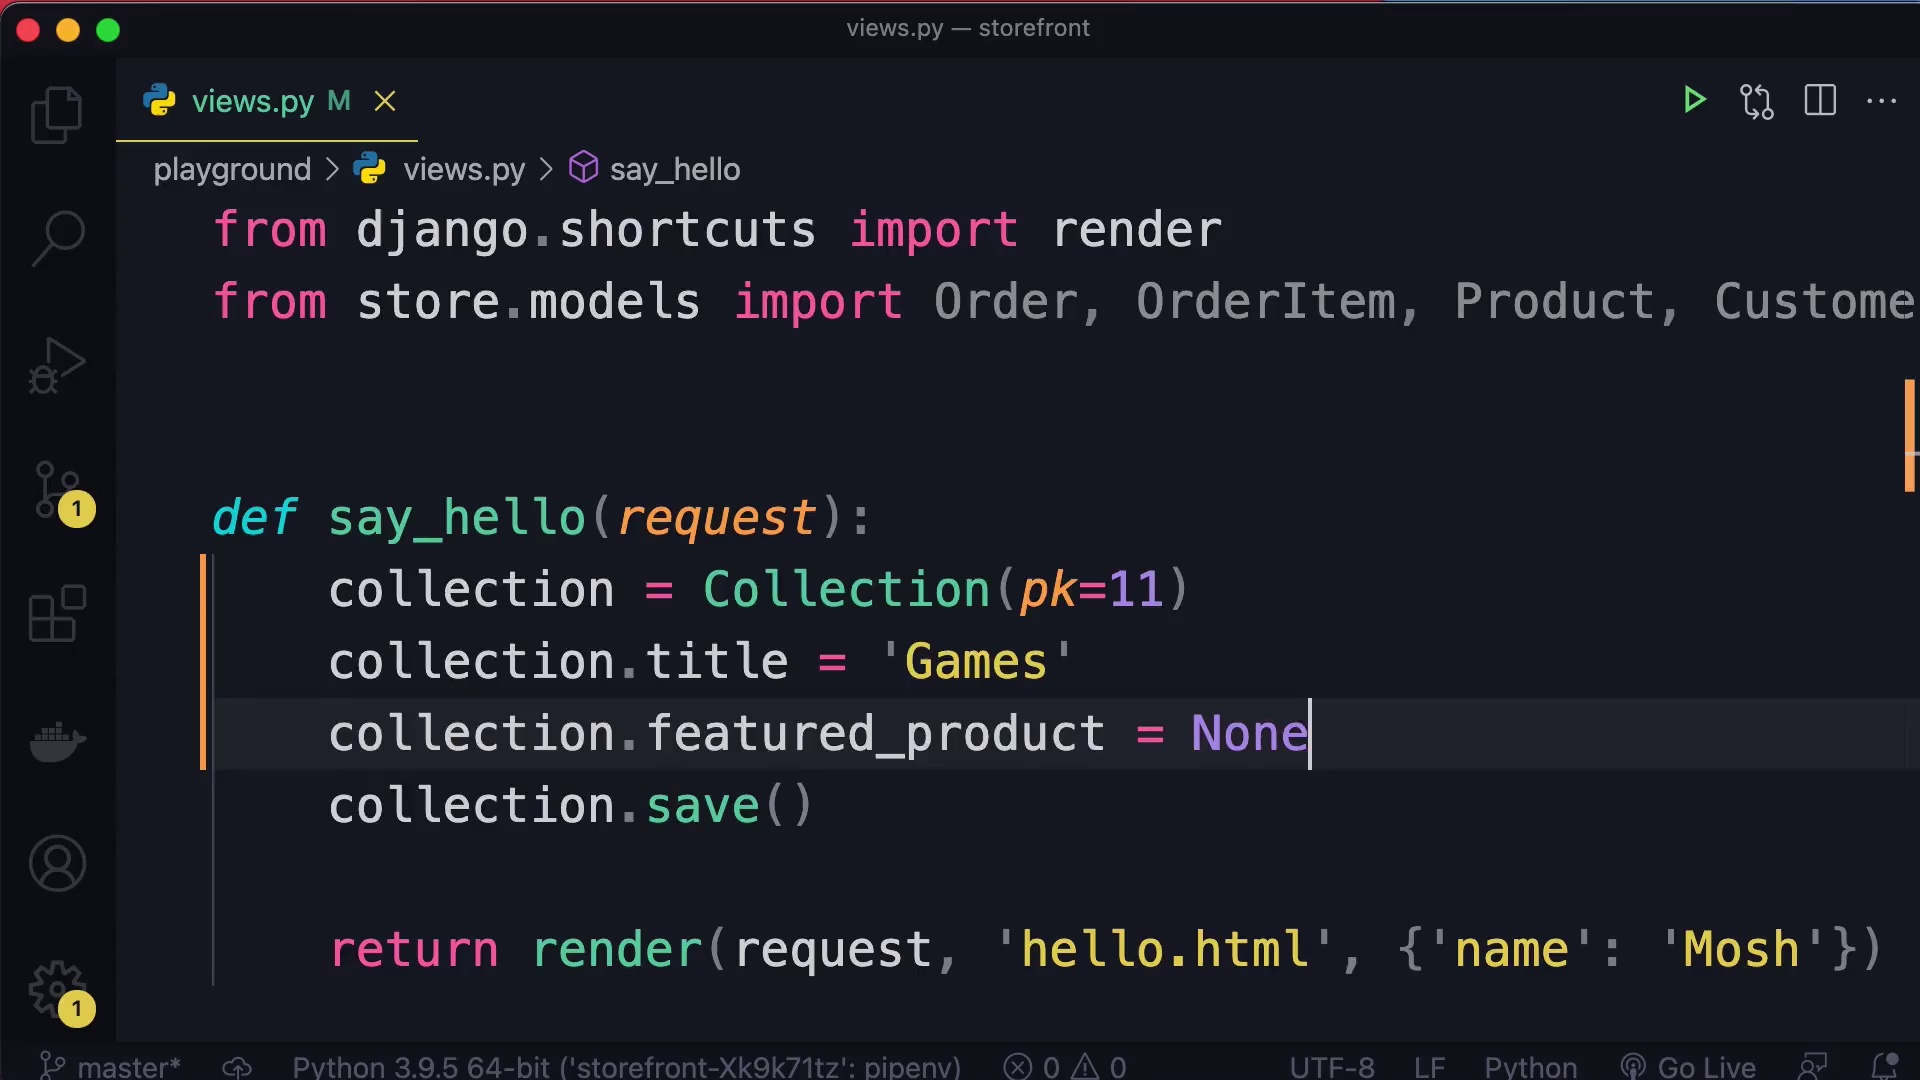 views.py — storefront
views.py M
playground > views.py > say_hello
from django.shortcuts import render
from store.models import Order, OrderItem, Product, Custome
def say_hello(request):
    collection = Collection(pk=11)
    collection.title = 'Games'
    collection.featured_product = None
    collection.save()
    return render(request, 'hello.html', {'name': 'Mosh'})
1
1
master* Python 3.9.5 64-bit ('storefront-Xk9k71tz': pipenv) 0 0 UTF-8 LF Python Go Live